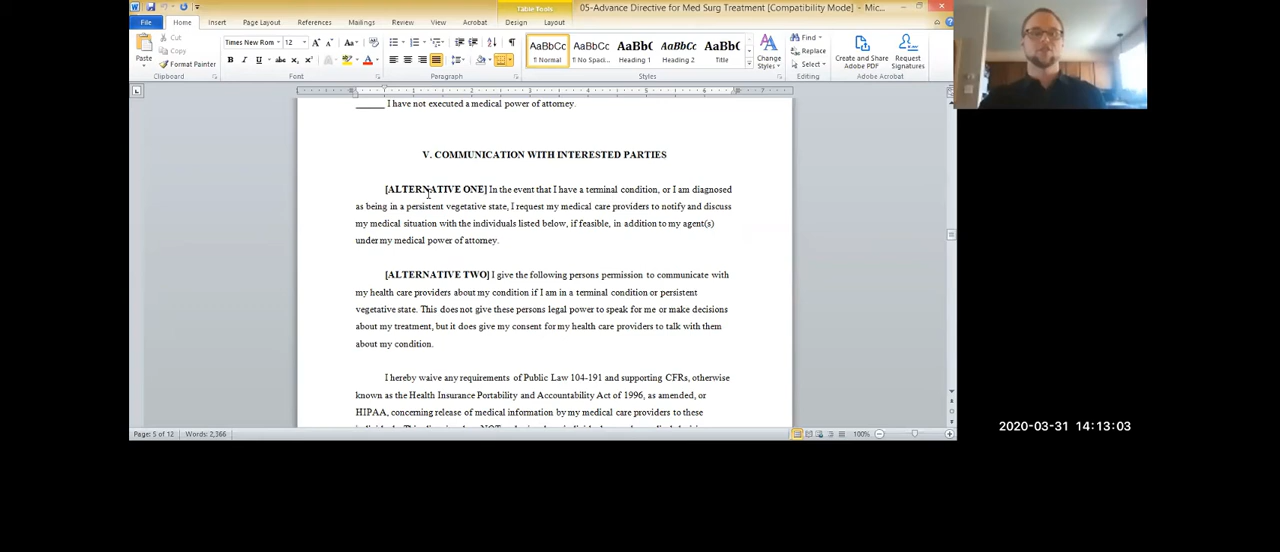 Table Tools
05-Advance Directive for Med Surg Treatment [Compatibility Mode] - Mic...
File Home Insert Page Layout References Mailings Review View Acrobat Design Layout
Paste
Cut
Copy
Format Painter
Clipboard
Times New Rom 12
Font
Paragraph
AaBbCc AaBbCc AaBbC AaBbCc AaBbC
¶ Normal ¶ No Spaci... Heading 1 Heading 2 Title
Change Styles
Styles
Find
Replace
Select
Editing
Create and Share Adobe PDF
Request Signatures
Adobe Acrobat
______ I have not executed a medical power of attorney.
V. COMMUNICATION WITH INTERESTED PARTIES
[ALTERNATIVE ONE] In the event that I have a terminal condition, or I am diagnosed
as being in a persistent vegetative state, I request my medical care providers to notify and discuss
my medical situation with the individuals listed below, if feasible, in addition to my agent(s)
under my medical power of attorney.
[ALTERNATIVE TWO] I give the following persons permission to communicate with
my health care providers about my condition if I am in a terminal condition or persistent
vegetative state. This does not give these persons legal power to speak for me or make decisions
about my treatment, but it does give my consent for my health care providers to talk with them
about my condition.
I hereby waive any requirements of Public Law 104-191 and supporting CFRs, otherwise
known as the Health Insurance Portability and Accountability Act of 1996, as amended, or
HIPAA, concerning release of medical information by my medical care providers to these
Page: 5 of 12 Words: 2,366
100%
2020-03-31 14:13:03